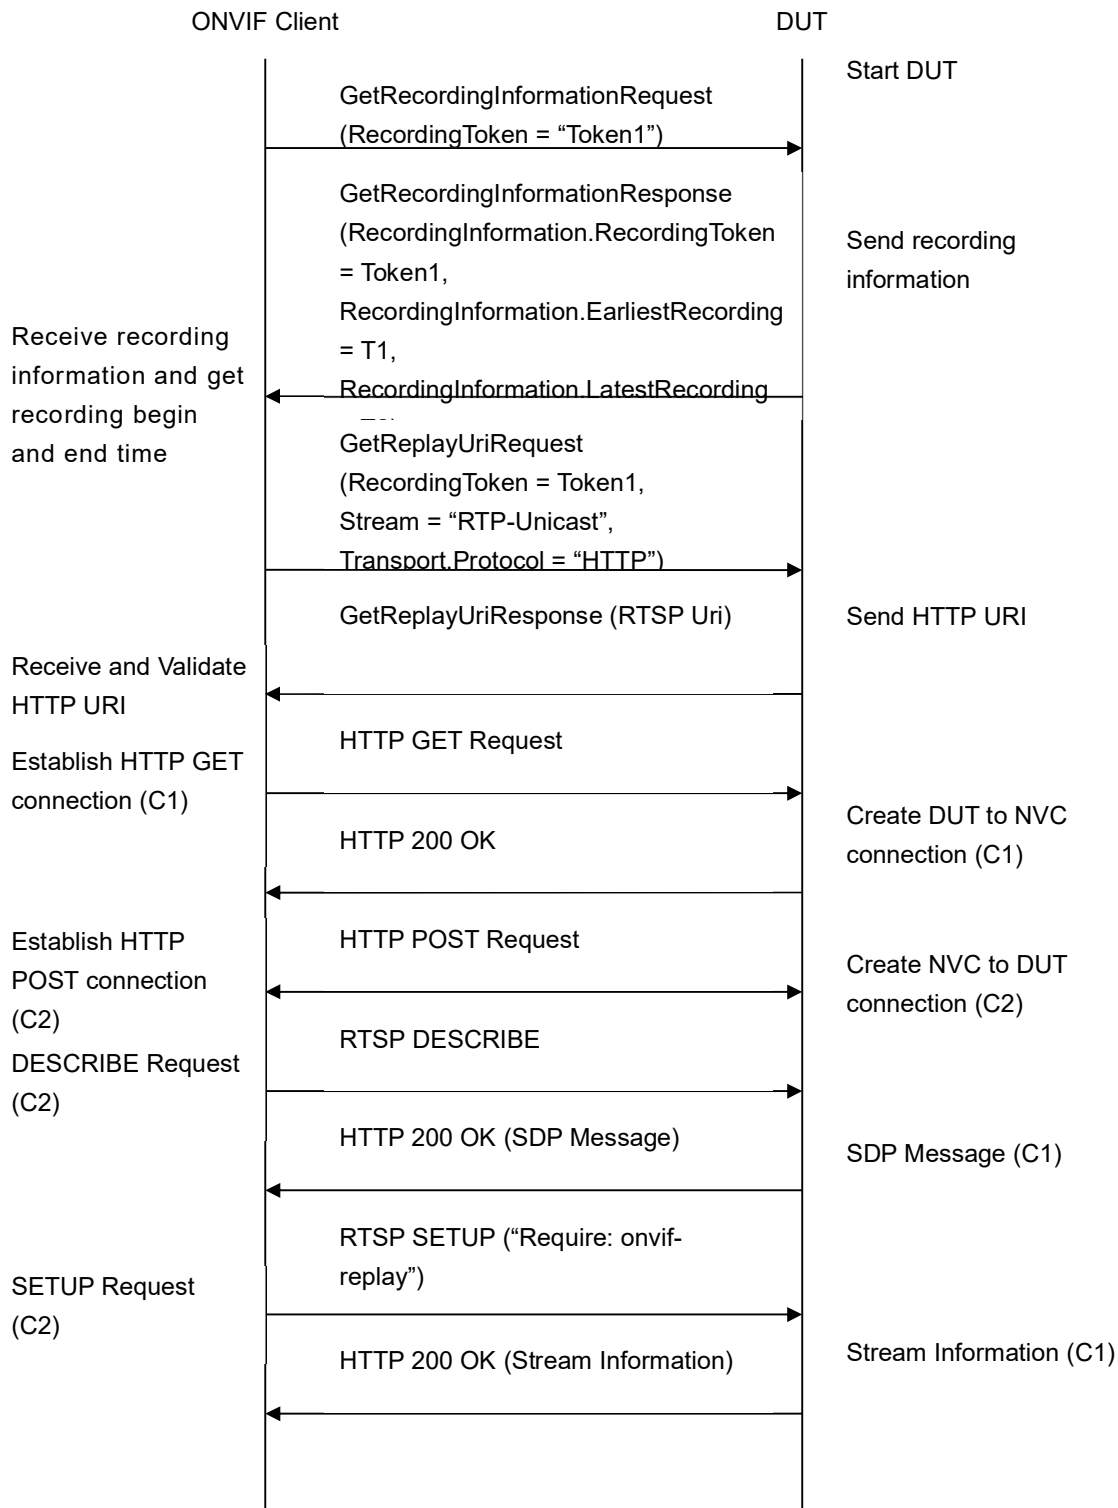 ONVIF Client
DUT
Start DUT
GetRecordingInformationRequest
(RecordingToken = “Token1”)
GetRecordingInformationResponse
(RecordingInformation.RecordingToken
= Token1,
RecordingInformation.EarliestRecording
= T1,
RecordingInformation.LatestRecording
Send recording
information
Receive recording
information and get
recording begin
and end time
GetReplayUriRequest
(RecordingToken = Token1,
Stream = “RTP-Unicast”,
Transport.Protocol = “HTTP”)
GetReplayUriResponse (RTSP Uri)
Send HTTP URI
Receive and Validate
HTTP URI
HTTP GET Request
Establish HTTP GET
connection (C1)
Create DUT to NVC
connection (C1)
HTTP 200 OK
Establish HTTP
POST connection
(C2)
HTTP POST Request
Create NVC to DUT
connection (C2)
RTSP DESCRIBE
DESCRIBE Request
(C2)
HTTP 200 OK (SDP Message)
SDP Message (C1)
RTSP SETUP (“Require: onvif-
replay”)
SETUP Request
(C2)
HTTP 200 OK (Stream Information)
Stream Information (C1)